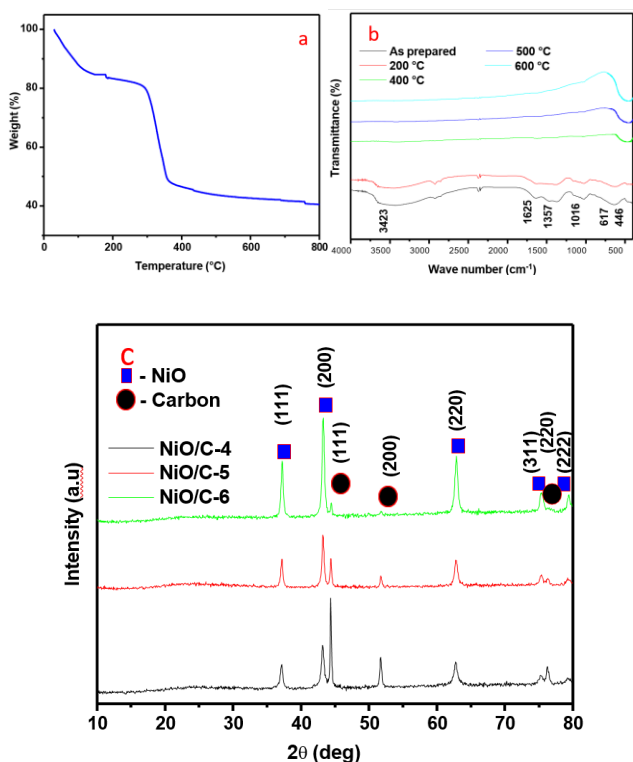 a
100
80
60
40
Weight (%)
0
200
400
600
800
Temperature (°C)
b
As prepared
200 °C
400 °C
500 °C
600 °C
Transmittance (%)
3423
1625
1357
1016
617
446
4000
3500
3000
2500
2000
1500
1000
500
Wave number (cm⁻¹)
C
- NiO
- Carbon
NiO/C-4
NiO/C-5
NiO/C-6
(111)
(200)
(111)
(200)
(220)
(311)
(220)
(222)
Intensity (a.u)
10
20
30
40
50
60
70
80
2θ (deg)